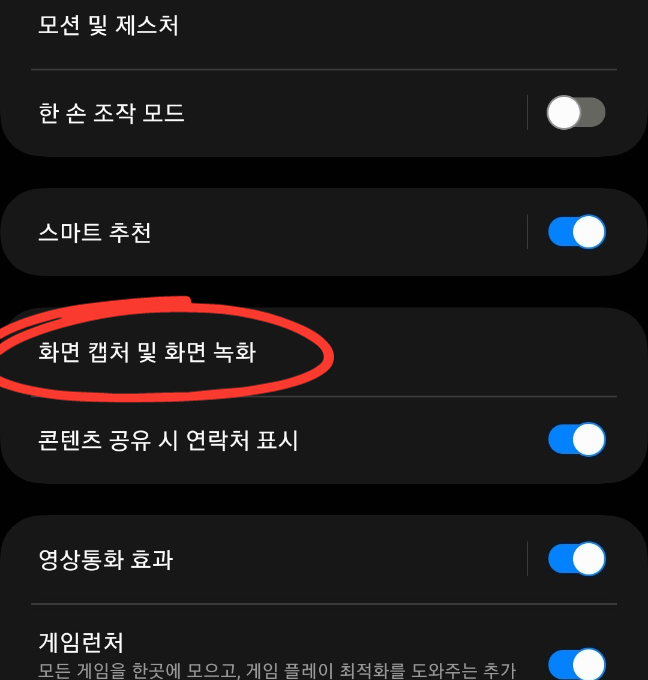 모션 및 제스처
한 손 조작 모드
스마트 추천
화면 캡처 및 화면 녹화
콘텐츠 공유 시 연락처 표시
영상통화 효과
게임런처
모든 게임을 한곳에 모으고, 게임 플레이 최적화를 도와주는 추가